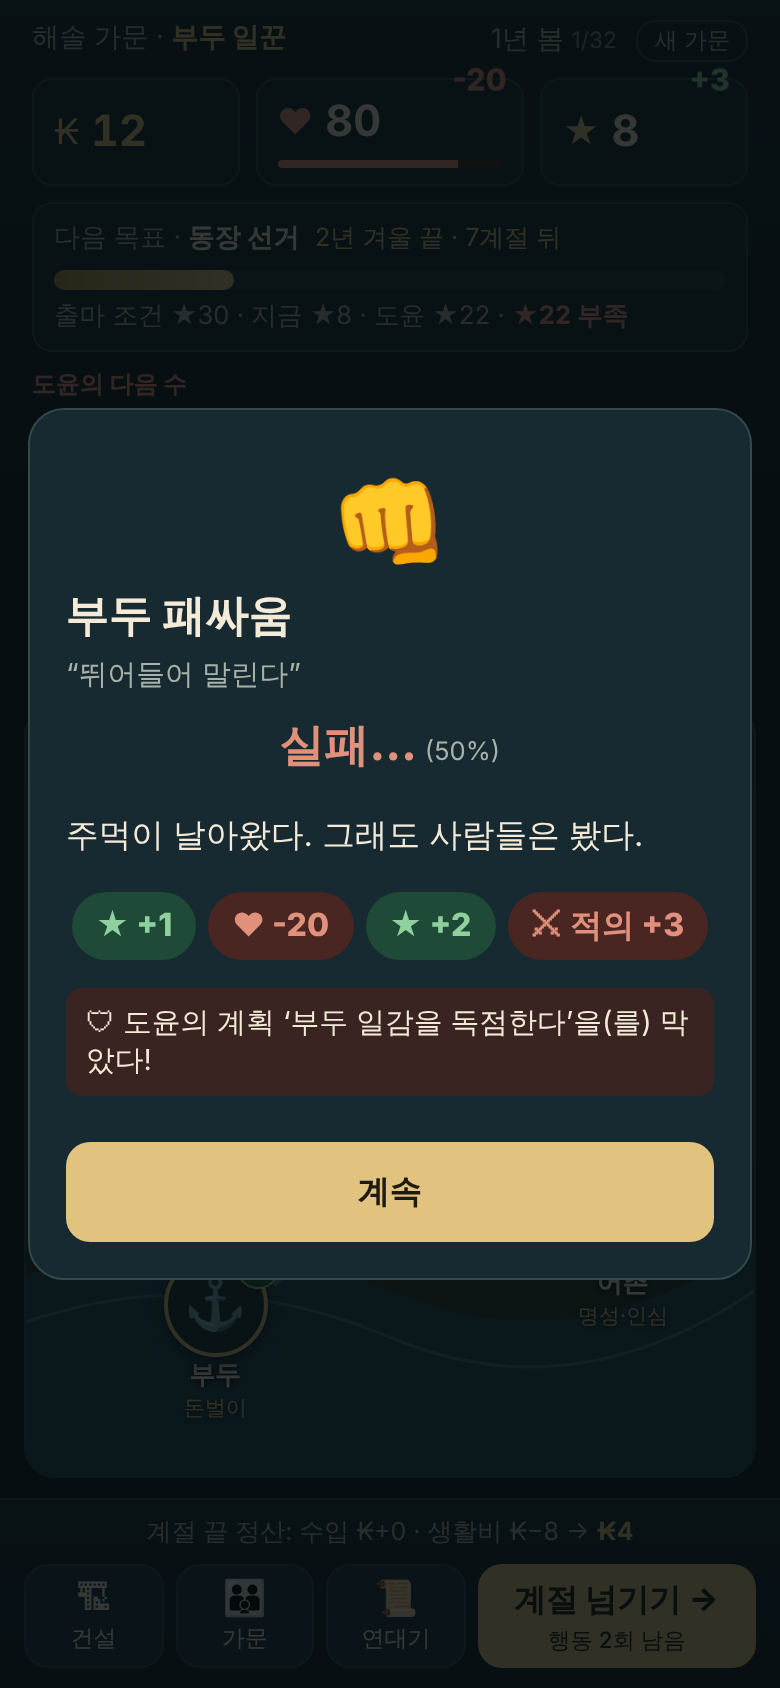 해솔 가문 · 부두 일꾼
1년 봄 1/32
새 가문
-20
+3
₭ 12
♥ 80
★ 8
다음 목표 · 동장 선거 2년 겨울 끝 · 7계절 뒤
출마 조건 ★30 · 지금 ★8 · 도윤 ★22 · ★22 부족
도윤의 다음 수
부두 패싸움
“뛰어들어 말린다”
실패… (50%)
주먹이 날아왔다. 그래도 사람들은 봤다.
★ +1
♥ -20
★ +2
⚔ 적의 +3
🛡 도윤의 계획 ‘부두 일감을 독점한다’을(를) 막
았다!
계속
어촌
명성·인심
부두
돈벌이
계절 끝 정산: 수입 ₭+0 · 생활비 ₭−8 → ₭4
건설
가문
연대기
계절 넘기기 →
행동 2회 남음